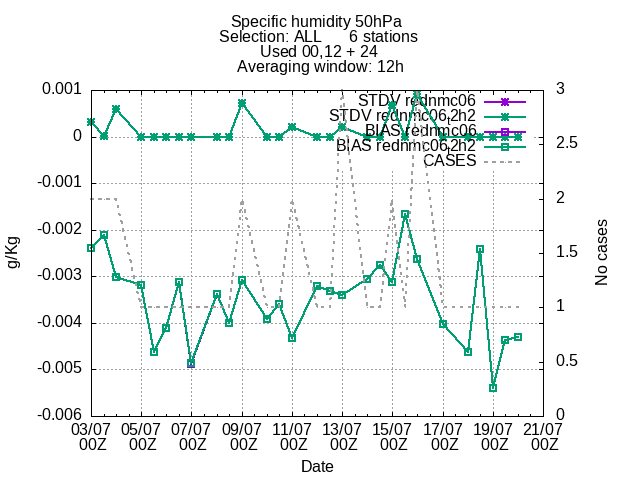 Specific humidity 50hPa
Selection: ALL      6 stations
Used 00,12 + 24
Averaging window: 12h
0.001
0
-0.001
-0.002
-0.003
-0.004
-0.005
-0.006
g/Kg
STDV rednmc06
STDV rednmc06,2h2
BIAS rednmc06
BIAS rednmc06,2h2
CASES
3
2.5
2
1.5
1
0.5
0
No cases
03/07 05/07 07/07 09/07 11/07 13/07 15/07 17/07 19/07 21/07
00Z 00Z 00Z 00Z 00Z 00Z 00Z 00Z 00Z 00Z
Date